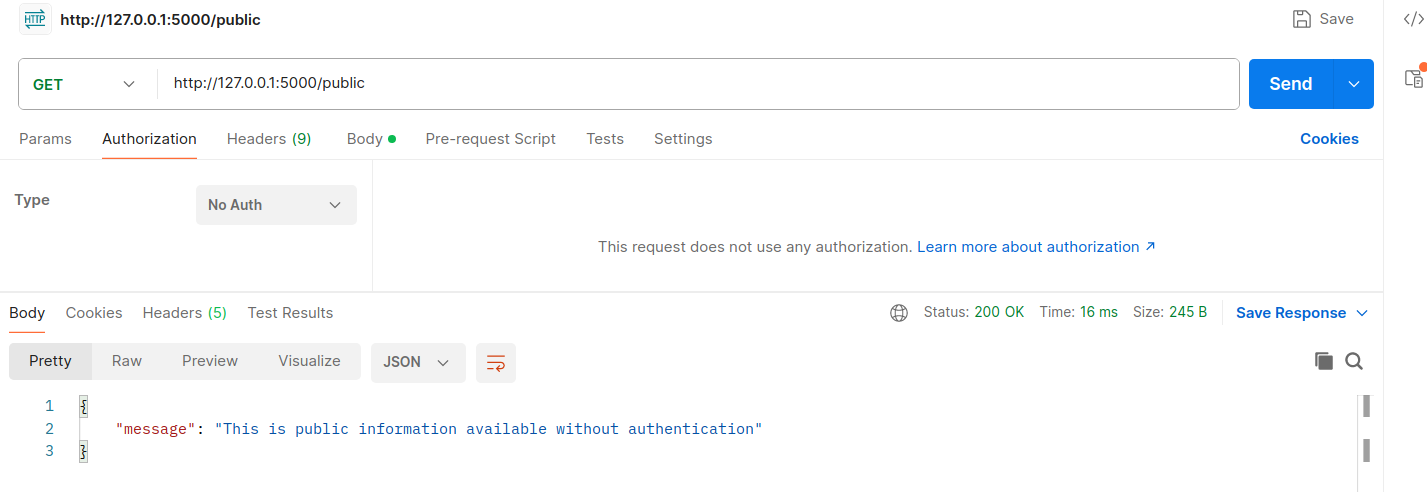 HTTP http://127.0.0.1:5000/public Save
GET http://127.0.0.1:5000/public Send
Params Authorization Headers (9) Body Pre-request Script Tests Settings Cookies
Type No Auth
This request does not use any authorization. Learn more about authorization ↗
Body Cookies Headers (5) Test Results Status: 200 OK Time: 16 ms Size: 245 B Save Response
Pretty Raw Preview Visualize JSON
1 {
2 "message": "This is public information available without authentication"
3 }